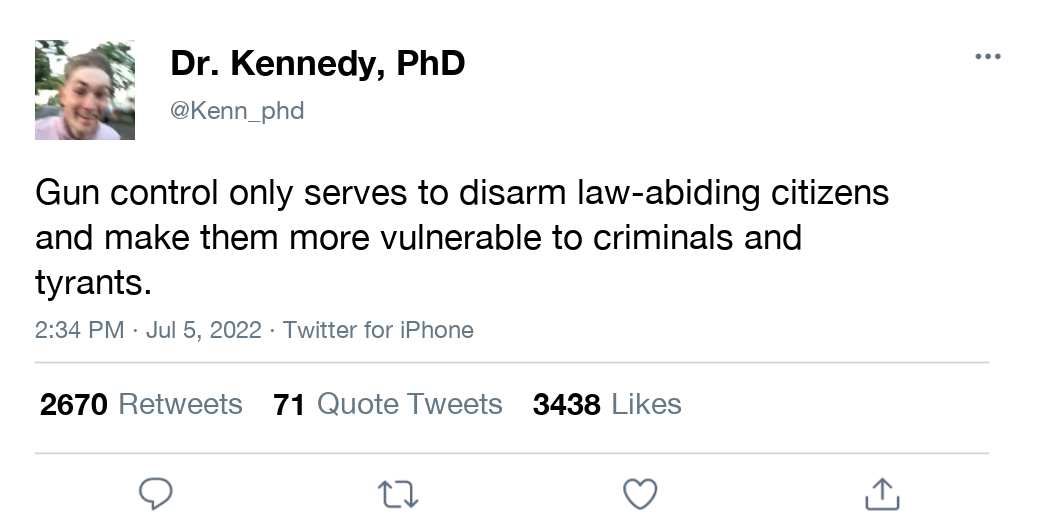 Dr. Kennedy, PhD
@Kenn_phd
Gun control only serves to disarm law-abiding citizens
and make them more vulnerable to criminals and
tyrants.
2:34 PM · Jul 5, 2022 · Twitter for iPhone
2670 Retweets 71 Quote Tweets 3438 Likes